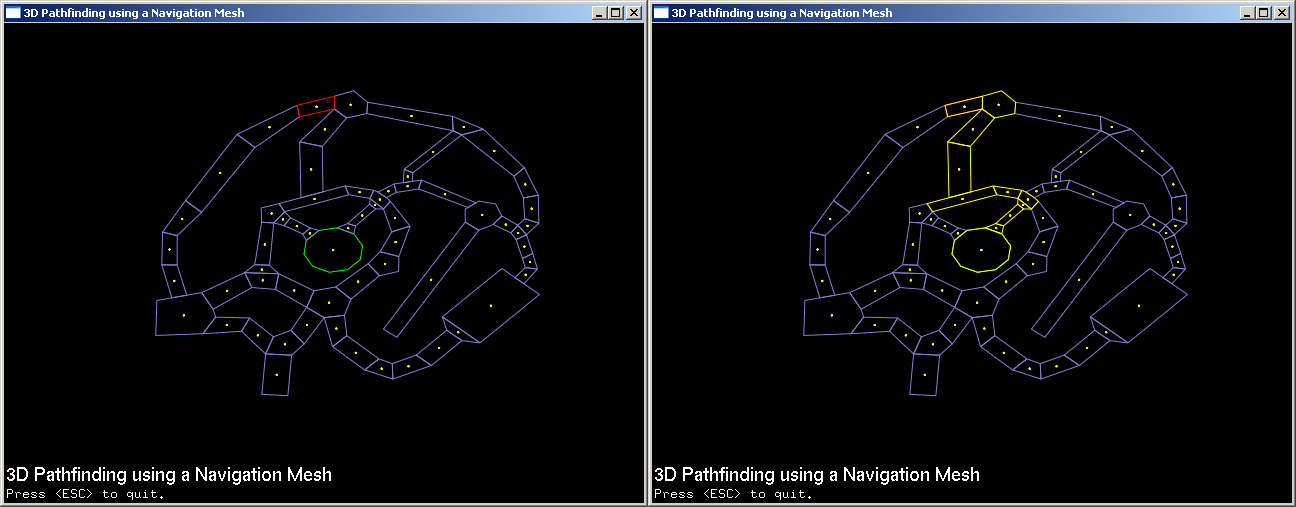 3D Pathfinding using a Navigation Mesh
3D Pathfinding using a Navigation Mesh
Press <ESC> to quit.
3D Pathfinding using a Navigation Mesh
3D Pathfinding using a Navigation Mesh
Press <ESC> to quit.